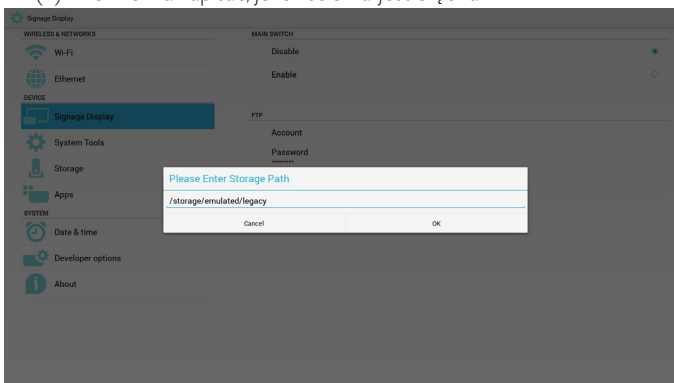 Signage Display
WIRELESS & NETWORKS
Wi-Fi
Ethernet
DEVICE
Signage Display
System Tools
Storage
Apps
SYSTEM
Date & time
Developer options
About
MAIN SWITCH
Disable
Enable
FTP
Account
Password
********
Please Enter Storage Path
/storage/emulated/legacy
Cancel
OK